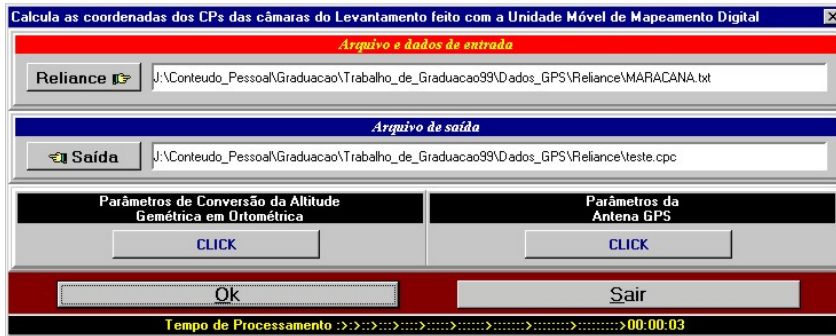 Calcula as coordenadas dos CPs das câmaras do Levantamento feito com a Unidade Móvel de Mapeamento Digital
Arquivo e dados de entrada
Reliance J:\Conteudo_Pessoal\Graduacao\Trabalho_de_Graduacao99\Dados_GPS\Reliance\MARACANA.txt
Arquivo de saída
Saída J:\Conteudo_Pessoal\Graduacao\Trabalho_de_Graduacao99\Dados_GPS\Reliance\teste.cpc
Parâmetros de Conversão da Altitude
Gemétrica em Ortométrica
CLICK
Parâmetros da
Antena GPS
CLICK
Ok Sair
Tempo de Processamento :>:>::>:::>::::>:::::>::::::>:::::::>::::::::>:::::::::>00:00:03